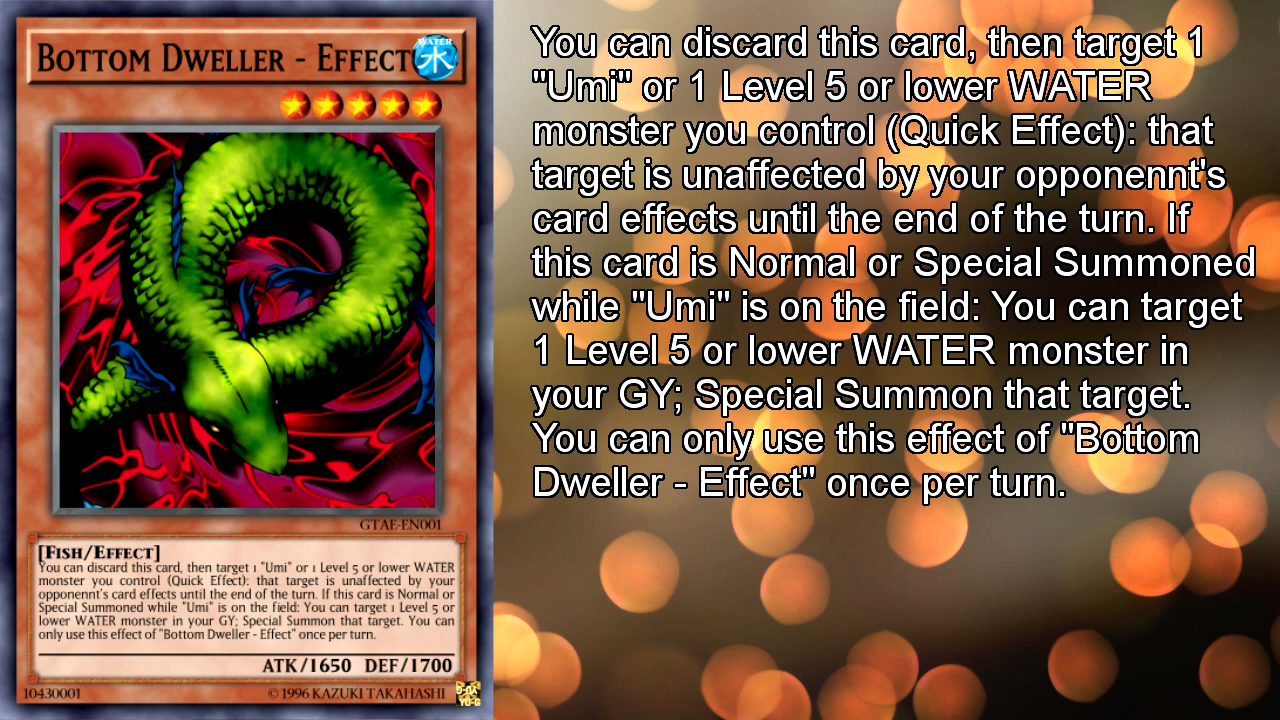 Bottom Dweller - Effect
WATER
水
[Fish/Effect]
You can discard this card, then target 1 "Umi" or 1 Level 5 or lower WATER
monster you control (Quick Effect): that target is unaffected by your
opponennt's card effects until the end of the turn. If this card is Normal or
Special Summoned while "Umi" is on the field: You can target 1 Level 5 or
lower WATER monster in your GY; Special Summon that target. You can
only use this effect of "Bottom Dweller - Effect" once per turn.
GTAE-EN001
ATK/1650 DEF/1700
10430001
© 1996 KAZUKI TAKAHASHI
You can discard this card, then target 1
"Umi" or 1 Level 5 or lower WATER
monster you control (Quick Effect): that
target is unaffected by your opponennt's
card effects until the end of the turn. If
this card is Normal or Special Summoned
while "Umi" is on the field: You can target
1 Level 5 or lower WATER monster in
your GY; Special Summon that target.
You can only use this effect of "Bottom
Dweller - Effect" once per turn.